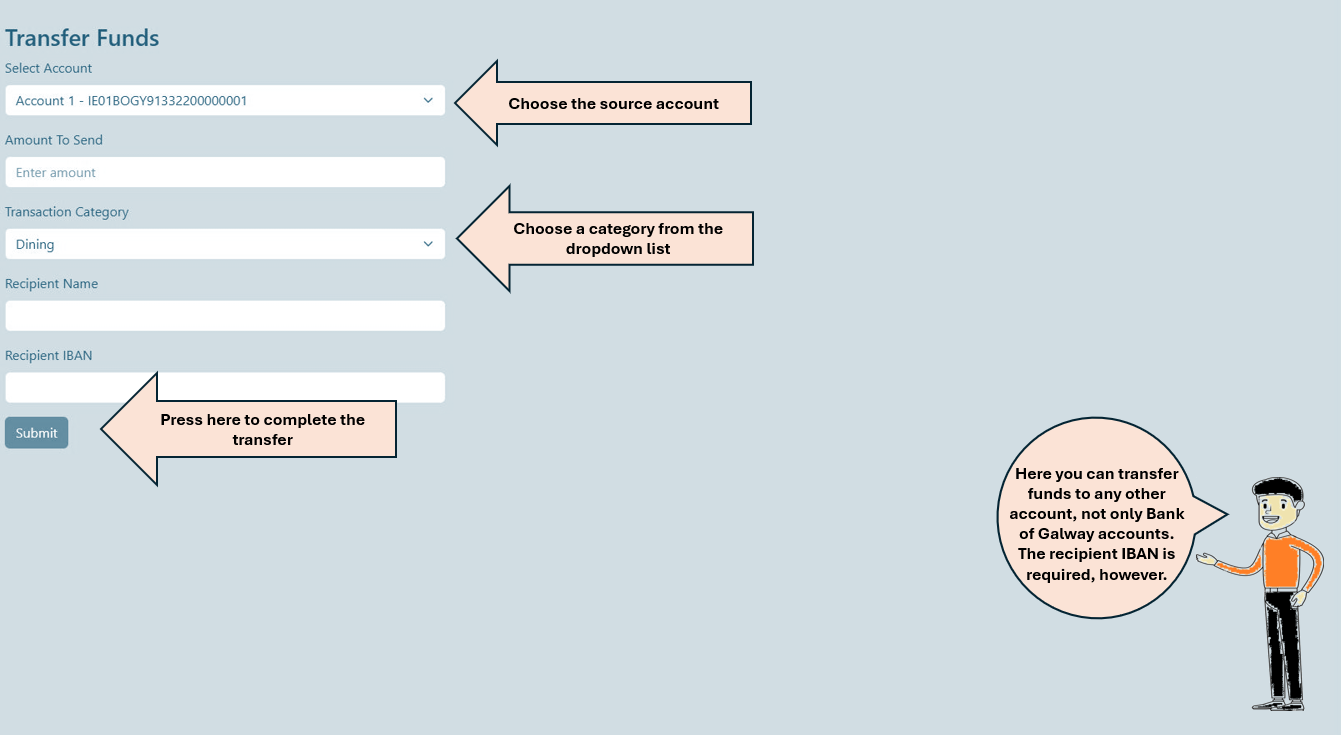 Transfer Funds
Select Account
Account 1 - IE01BOGY91332200000001
Choose the source account
Amount To Send
Enter amount
Transaction Category
Dining
Choose a category from the
dropdown list
Recipient Name
Recipient IBAN
Press here to complete the
transfer
Submit
Here you can transfer
funds to any other
account, not only Bank
of Galway accounts.
The recipient IBAN is
required, however.